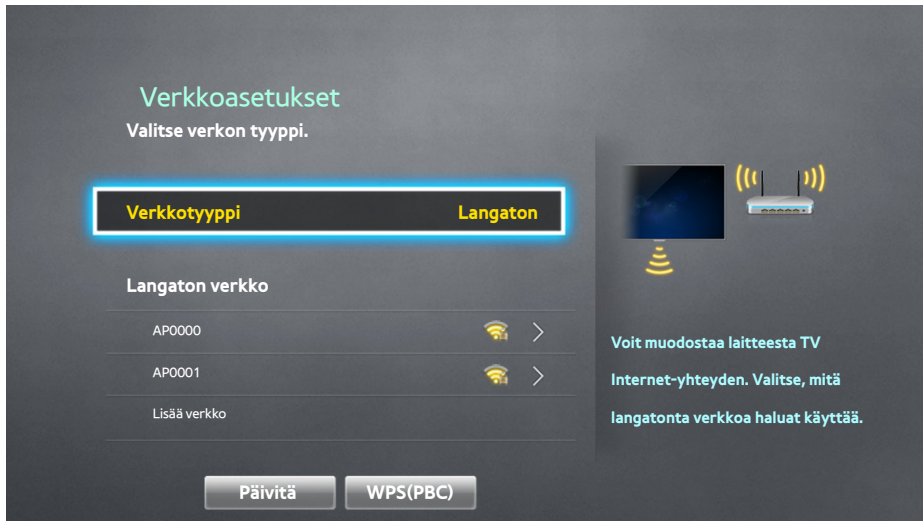 Verkkoasetukset
Valitse verkon tyyppi.
Verkkotyyppi Langaton
Langaton verkko
AP0000
AP0001
Lisää verkko
Päivitä WPS(PBC)
Voit muodostaa laitteesta TV
Internet-yhteyden. Valitse, mitä
langatonta verkkoa haluat käyttää.